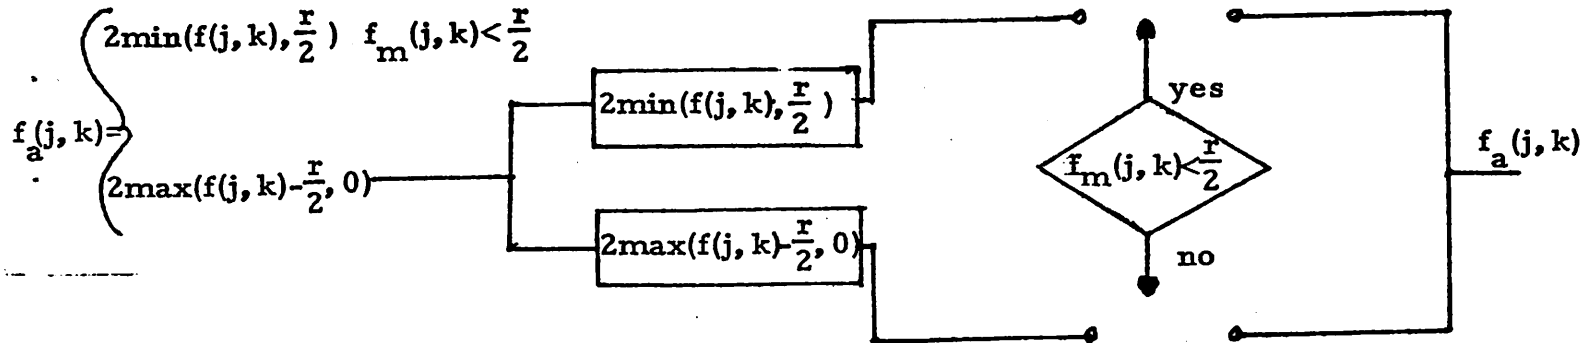 f_a(j, k)=
2min(f(j, k), r/2) f_m(j, k)< r/2
2max(f(j, k)- r/2, 0)
2min(f(j, k), r/2 )
2max(f(j, k)- r/2, 0)
yes
f_m(j, k)< r/2
no
f_a(j, k)